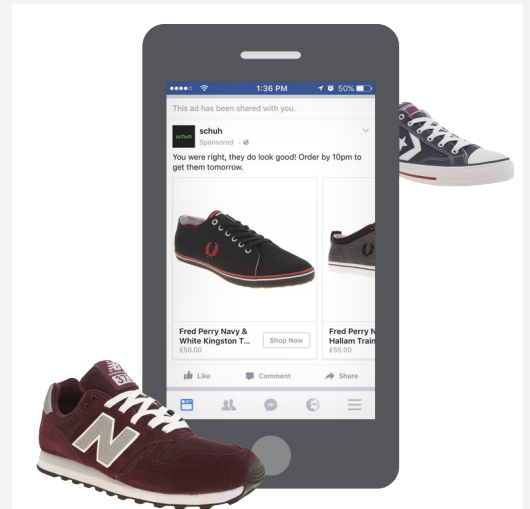 1:36 PM
50%
This ad has been shared with you.
schuh
schuh
Sponsored
You were right, they do look good! Order by 10pm to
get them tomorrow.
Fred Perry Navy &
White Kingston T...
£50.00
Shop Now
Fred Perry N
Hallam Train
£55.00
Like
Comment
Share
373
N